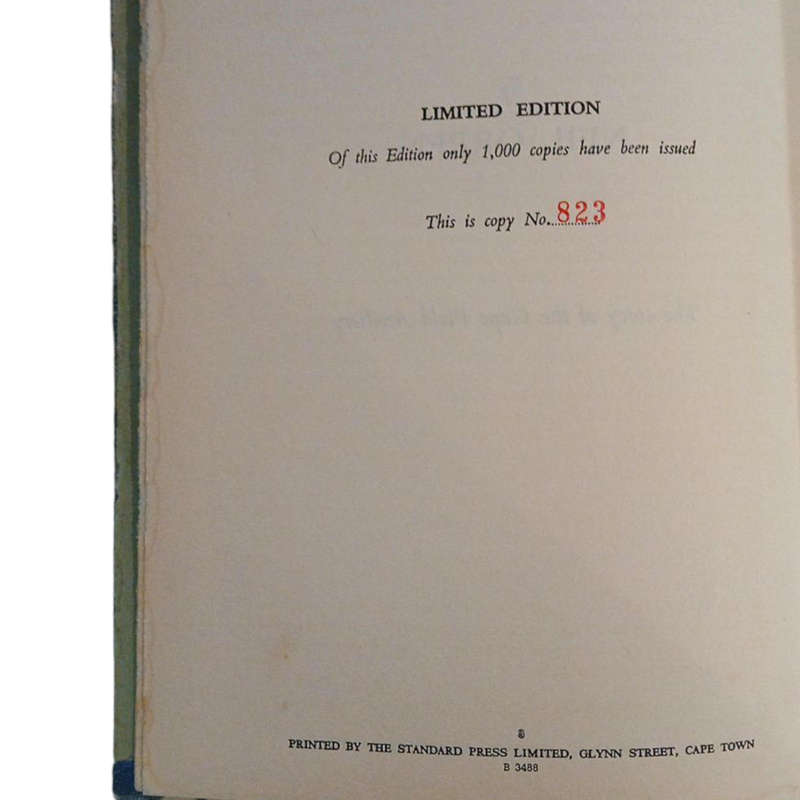 LIMITED EDITION
Of this Edition only 1,000 copies have been issued
This is copy No. 823
PRINTED BY THE STANDARD PRESS LIMITED, GLYNN STREET, CAPE TOWN
B 3488